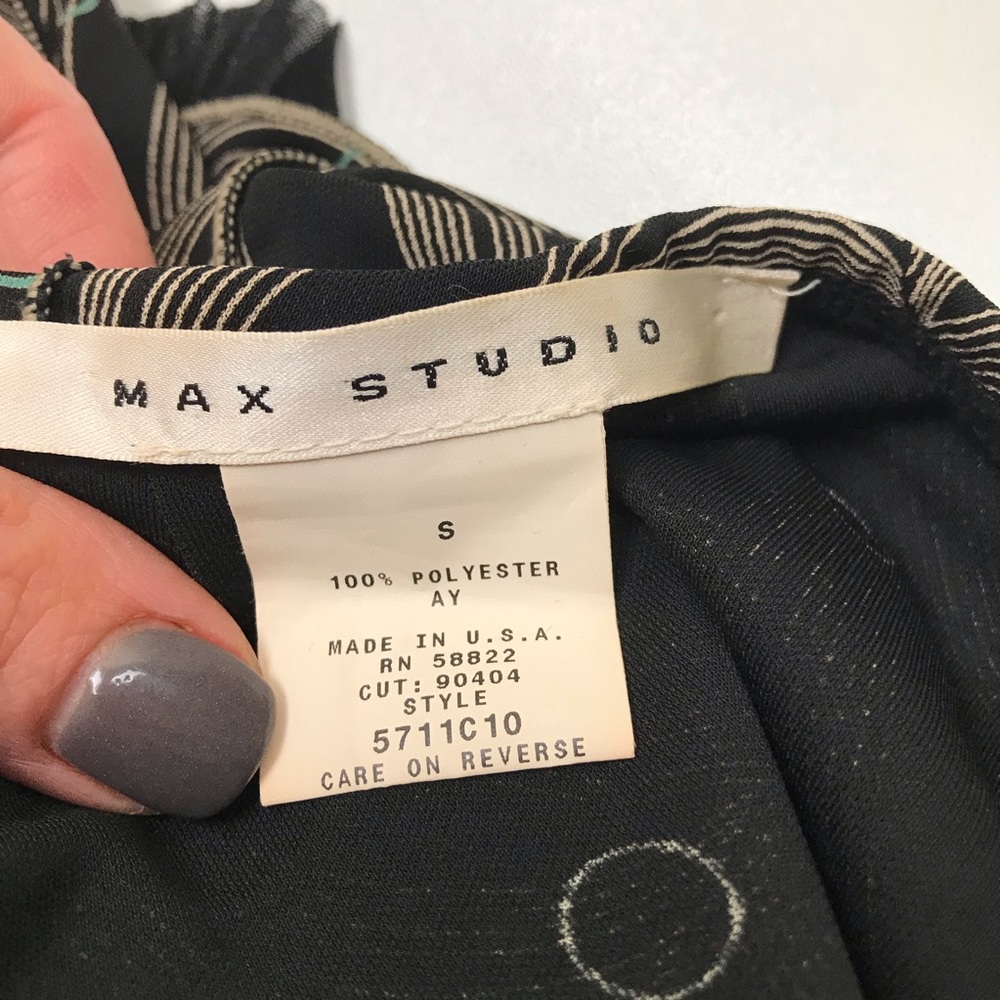 MAX STUDIO
S
100% POLYESTER
AY
MADE IN U.S.A.
RN 58822
CUT: 90404
STYLE
5711C10
CARE ON REVERSE